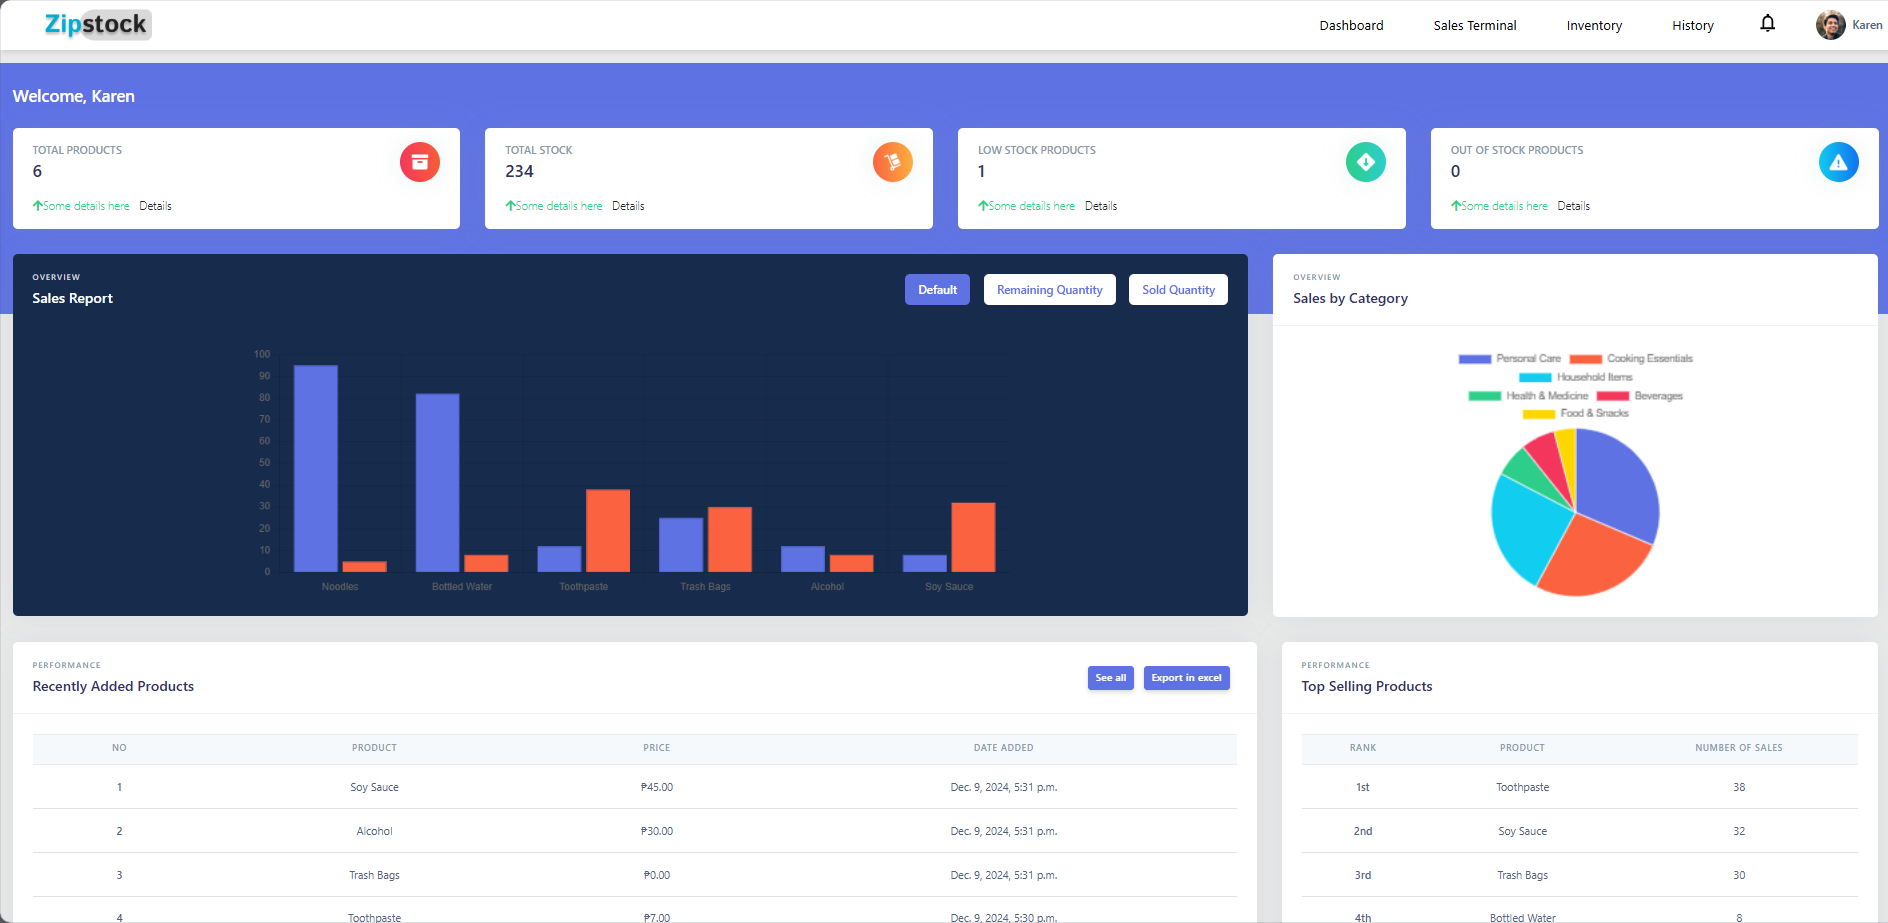 Zipstock
Dashboard
Sales Terminal
Inventory
History
Karen
Welcome, Karen
TOTAL PRODUCTS
6
Some details here Details
TOTAL STOCK
234
Some details here Details
LOW STOCK PRODUCTS
1
Some details here Details
OUT OF STOCK PRODUCTS
0
Some details here Details
OVERVIEW
Sales Report
Default
Remaining Quantity
Sold Quantity
100
90
80
70
60
50
40
30
20
10
0
Noodles
Bottled Water
Toothpaste
Trash Bags
Alcohol
Soy Sauce
OVERVIEW
Sales by Category
Personal Care
Cooking Essentials
Household Items
Health & Medicine
Beverages
Food & Snacks
PERFORMANCE
Recently Added Products
See all
Export in excel
NO PRODUCT PRICE DATE ADDED
1 Soy Sauce ₱45.00 Dec. 9, 2024, 5:31 p.m.
2 Alcohol ₱30.00 Dec. 9, 2024, 5:31 p.m.
3 Trash Bags ₱0.00 Dec. 9, 2024, 5:31 p.m.
4 Toothpaste ₱7.00 Dec. 9, 2024, 5:30 p.m.
PERFORMANCE
Top Selling Products
RANK PRODUCT NUMBER OF SALES
1st Toothpaste 38
2nd Soy Sauce 32
3rd Trash Bags 30
4th Bottled Water 8